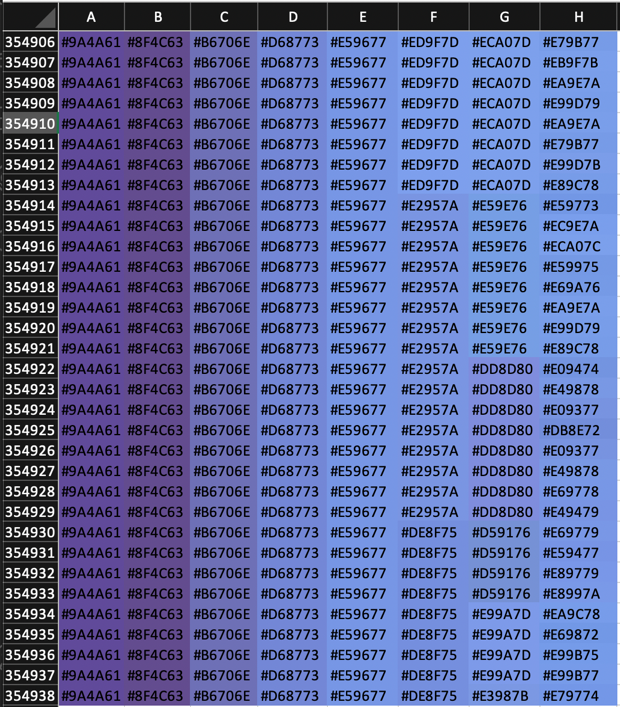 A B C D E F G H
354906 #9A4A61 #8F4C63 #B6706E #D68773 #E59677 #ED9F7D #ECA07D #E79B77
354907 #9A4A61 #8F4C63 #B6706E #D68773 #E59677 #ED9F7D #ECA07D #EB9F7B
354908 #9A4A61 #8F4C63 #B6706E #D68773 #E59677 #ED9F7D #ECA07D #EA9E7A
354909 #9A4A61 #8F4C63 #B6706E #D68773 #E59677 #ED9F7D #ECA07D #E99D79
354910 #9A4A61 #8F4C63 #B6706E #D68773 #E59677 #ED9F7D #ECA07D #EA9E7A
354911 #9A4A61 #8F4C63 #B6706E #D68773 #E59677 #ED9F7D #ECA07D #E79B77
354912 #9A4A61 #8F4C63 #B6706E #D68773 #E59677 #ED9F7D #ECA07D #E99D7B
354913 #9A4A61 #8F4C63 #B6706E #D68773 #E59677 #ED9F7D #ECA07D #E89C78
354914 #9A4A61 #8F4C63 #B6706E #D68773 #E59677 #E2957A #E59E76 #E59773
354915 #9A4A61 #8F4C63 #B6706E #D68773 #E59677 #E2957A #E59E76 #EC9E7A
354916 #9A4A61 #8F4C63 #B6706E #D68773 #E59677 #E2957A #E59E76 #ECA07C
354917 #9A4A61 #8F4C63 #B6706E #D68773 #E59677 #E2957A #E59E76 #E59975
354918 #9A4A61 #8F4C63 #B6706E #D68773 #E59677 #E2957A #E59E76 #E69A76
354919 #9A4A61 #8F4C63 #B6706E #D68773 #E59677 #E2957A #E59E76 #EA9E7A
354920 #9A4A61 #8F4C63 #B6706E #D68773 #E59677 #E2957A #E59E76 #E99D79
354921 #9A4A61 #8F4C63 #B6706E #D68773 #E59677 #E2957A #E59E76 #E89C78
354922 #9A4A61 #8F4C63 #B6706E #D68773 #E59677 #E2957A #DD8D80 #E09474
354923 #9A4A61 #8F4C63 #B6706E #D68773 #E59677 #E2957A #DD8D80 #E49878
354924 #9A4A61 #8F4C63 #B6706E #D68773 #E59677 #E2957A #DD8D80 #E09377
354925 #9A4A61 #8F4C63 #B6706E #D68773 #E59677 #E2957A #DD8D80 #DB8E72
354926 #9A4A61 #8F4C63 #B6706E #D68773 #E59677 #E2957A #DD8D80 #E09377
354927 #9A4A61 #8F4C63 #B6706E #D68773 #E59677 #E2957A #DD8D80 #E49878
354928 #9A4A61 #8F4C63 #B6706E #D68773 #E59677 #E2957A #DD8D80 #E69778
354929 #9A4A61 #8F4C63 #B6706E #D68773 #E59677 #E2957A #DD8D80 #E49479
354930 #9A4A61 #8F4C63 #B6706E #D68773 #E59677 #DE8F75 #D59176 #E69779
354931 #9A4A61 #8F4C63 #B6706E #D68773 #E59677 #DE8F75 #D59176 #E59477
354932 #9A4A61 #8F4C63 #B6706E #D68773 #E59677 #DE8F75 #D59176 #E89779
354933 #9A4A61 #8F4C63 #B6706E #D68773 #E59677 #DE8F75 #D59176 #E8997A
354934 #9A4A61 #8F4C63 #B6706E #D68773 #E59677 #DE8F75 #E99A7D #EA9C78
354935 #9A4A61 #8F4C63 #B6706E #D68773 #E59677 #DE8F75 #E99A7D #E69872
354936 #9A4A61 #8F4C63 #B6706E #D68773 #E59677 #DE8F75 #E99A7D #E99B75
354937 #9A4A61 #8F4C63 #B6706E #D68773 #E59677 #DE8F75 #E99A7D #E99B77
354938 #9A4A61 #8F4C63 #B6706E #D68773 #E59677 #DE8F75 #E3987B #E79774